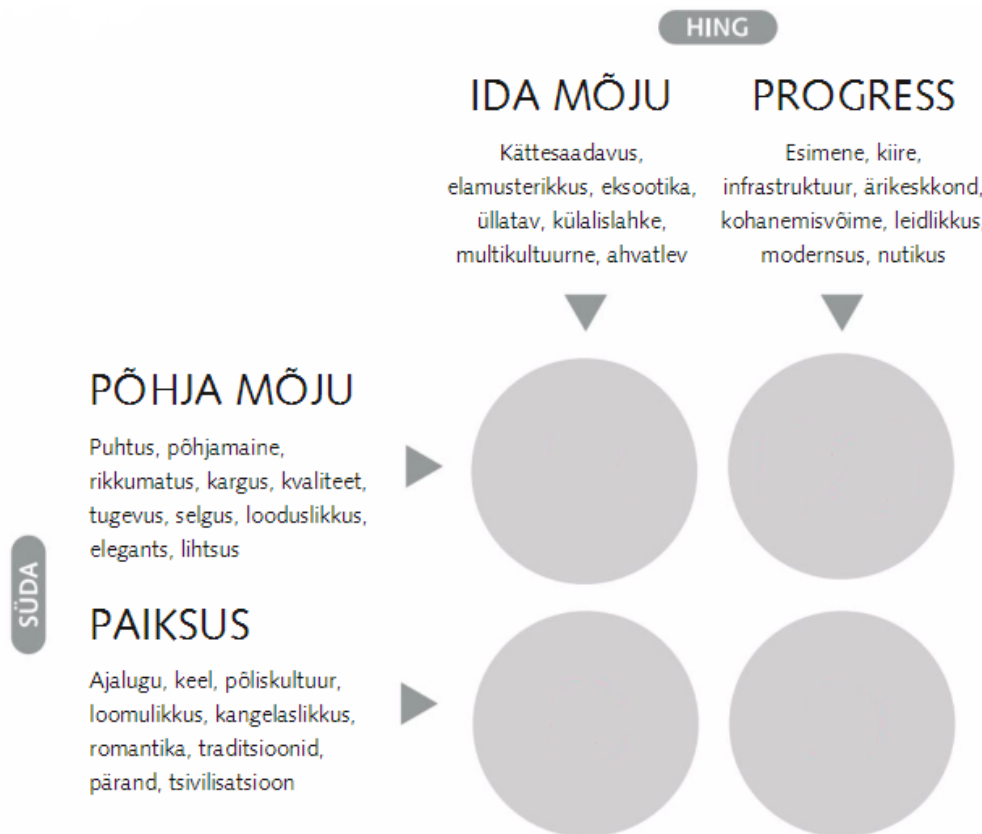 HING
IDA MÕJU
Kättesaadavus,
elamusterikkus, eksootika,
üllatav, külalislahke,
multikultuurne, ahvatlev
PROGRESS
Esimene, kiire,
infrastruktuur, ärikeskkond,
kohanemisvõime, leidlikkus,
modernsus, nutikus
SÜDA
PÕHJA MÕJU
Puhtus, põhjamaine,
rikkumatus, kargus, kvaliteet,
tugevus, selgus, looduslikkus,
elegants, lihtsus
PAIKSUS
Ajalugu, keel, põliskultuur,
loomulikkus, kangelaslikkus,
romantika, traditsioonid,
pärand, tsivilisatsioon